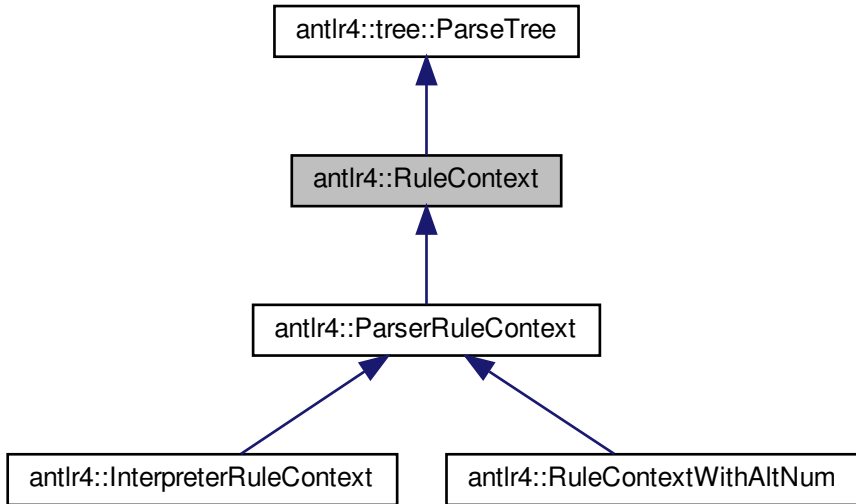 antlr4::tree::ParseTree
antlr4::RuleContext
antlr4::ParserRuleContext
antlr4::InterpreterRuleContext
antlr4::RuleContextWithAltNum